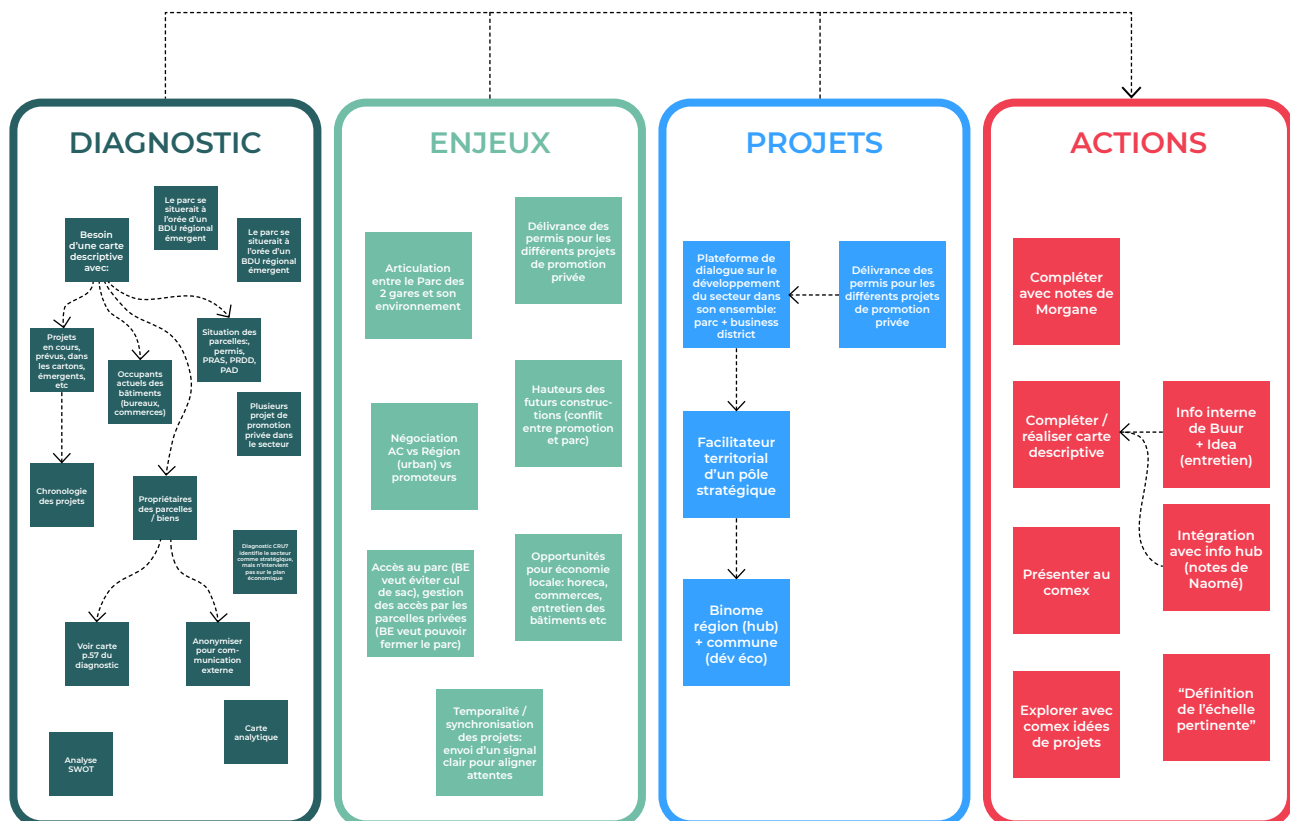 DIAGNOSTIC
Le parc se
situerait à
l’orée d’un
BDU régional
émergent
Le parc se
situerait à
l’orée d’un
BDU régional
émergent
Besoin
d’une carte
descriptive
avec:
Projets
en cours,
prévus, dans
les cartons,
émergents,
etc
Occupants
actuels des
bâtiments
(bureaux,
commerces)
Situation des
parcelles:,
permis,
PRAS, PRDD,
PAD
Plusieurs
projet de
promotion
privée dans
le secteur
Chronologie
des projets
Propriétaires
des parcelles
/ biens
Diagnostic CRU7
identifie le secteur
comme stratégique,
mais n’intervient
pas sur le plan
économique
Voir carte
p.57 du
diagnostic
Anonymiser
pour com-
munication
externe
Carte
analytique
Analyse
SWOT
ENJEUX
Délivrance des
permis pour les
différents projets
de promotion
privée
Articulation
entre le Parc des
2 gares et son
environnement
Hauteurs des
futurs construc-
tions (conflit
entre promotion
et parc)
Négociation
AC vs Région
(urban) vs
promoteurs
Opportunités
pour économie
locale: horeca,
commerces,
entretien des
bâtiments etc
Accès au parc (BE
veut éviter cul
de sac), gestion
des accès par les
parcelles privées
(BE veut pouvoir
fermer le parc)
Temporalité /
synchronisation
des projets:
envoi d’un signal
clair pour aligner
attentes
PROJETS
Plateforme de
dialogue sur le
développement
du secteur dans
son ensemble:
parc + business
district
Délivrance des
permis pour les
différents projets
de promotion
privée
Facilitateur
territorial
d’un pôle
stratégique
Binome
région (hub)
+ commune
(dév éco)
ACTIONS
Compléter
avec notes de
Morgane
Compléter /
réaliser carte
descriptive
Info interne
de Buur
+ Idea
(entretien)
Présenter au
comex
Intégration
avec info hub
(notes de
Naomé)
Explorer avec
comex idées
de projets
“Définition
de l’échelle
pertinente”